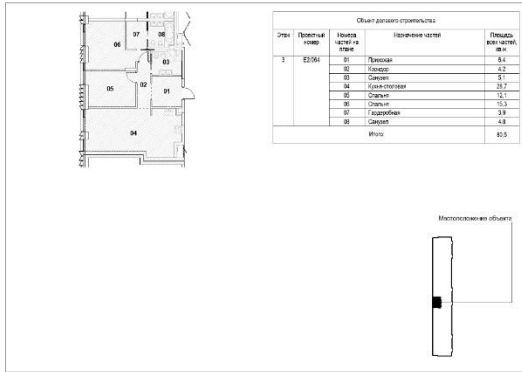 06
07
08
03
05
02
01
04
Объект долевого строительства
Этаж Проектный номер Номера частей на плане Назначение частей Площадь всех частей, кв.м
3 01 Прихожая 8,4
02 Коридор 4,2
03 Санузел 5,1
04 Кухня-столовая 26,7
05 Спальня 12,1
06 Спальня 15,3
07 Гардеробная 3,9
08 Санузел 4,8
Итого 80,5
Местоположение объекта